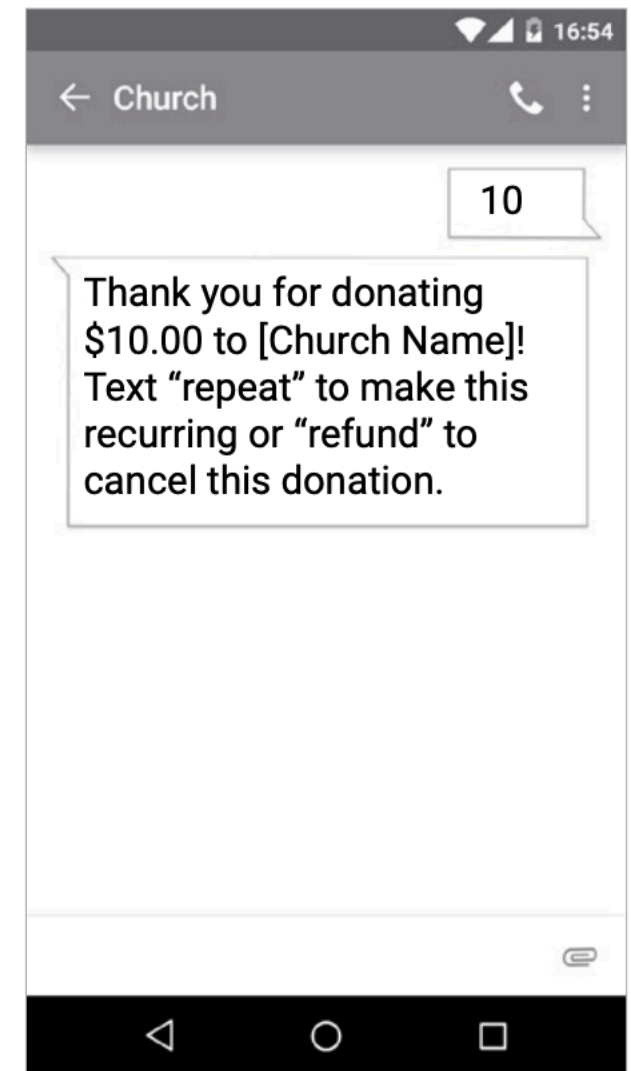 16:54
Church
10
Thank you for donating
$10.00 to [Church Name]!
Text “repeat” to make this
recurring or “refund” to
cancel this donation.